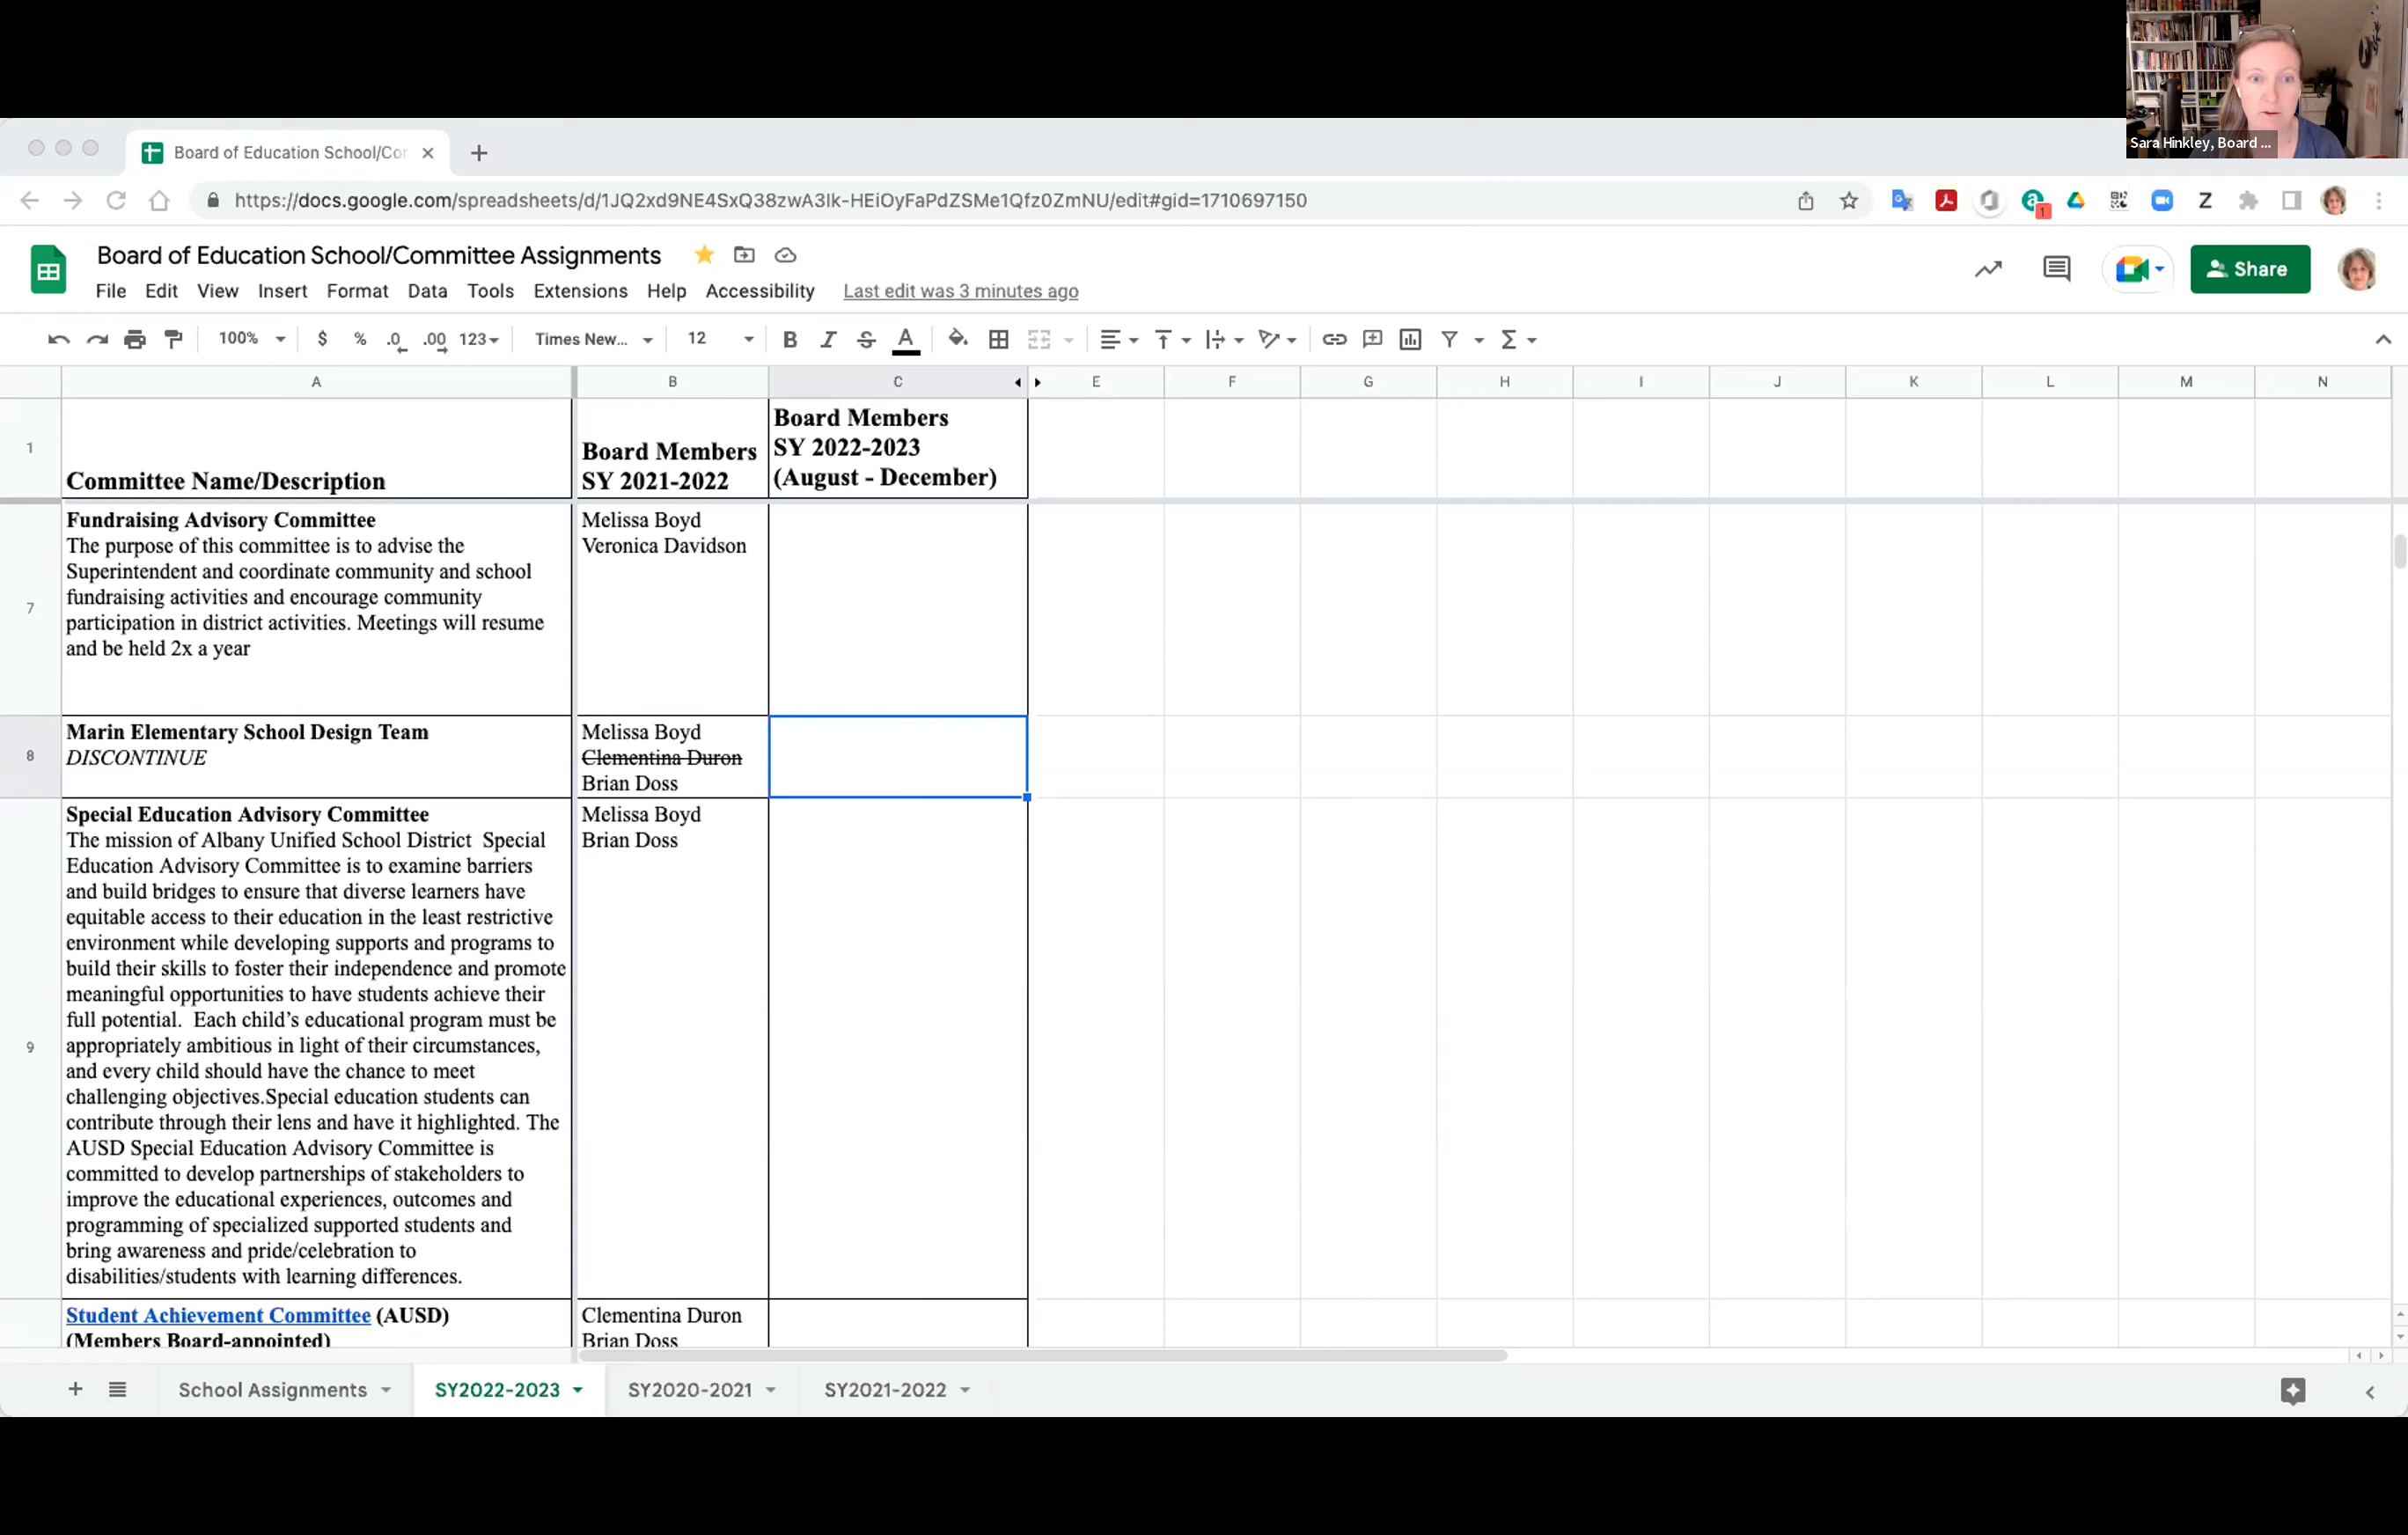 Sara Hinkley, Board ...
Board of Education School/Cor
https://docs.google.com/spreadsheets/d/1JQ2xd9NE4SxQ38zwA3Ik-HEiOyFaPdZSMe1Qfz0ZmNU/edit#gid=1710697150
1
Z
Board of Education School/Committee Assignments
File Edit View Insert Format Data Tools Extensions Help Accessibility Last edit was 3 minutes ago
Share
100% $ % .0 .00 123 Times New... 12 B I S A
A B C E F G H I J K L M N
1
Committee Name/Description
Board Members
SY 2021-2022
Board Members
SY 2022-2023
(August - December)
7
Fundraising Advisory Committee
The purpose of this committee is to advise the
Superintendent and coordinate community and school
fundraising activities and encourage community
participation in district activities. Meetings will resume
and be held 2x a year
Melissa Boyd
Veronica Davidson
8
Marin Elementary School Design Team
DISCONTINUE
Melissa Boyd
Clementina Duron
Brian Doss
9
Special Education Advisory Committee
The mission of Albany Unified School District Special
Education Advisory Committee is to examine barriers
and build bridges to ensure that diverse learners have
equitable access to their education in the least restrictive
environment while developing supports and programs to
build their skills to foster their independence and promote
meaningful opportunities to have students achieve their
full potential. Each child's educational program must be
appropriately ambitious in light of their circumstances,
and every child should have the chance to meet
challenging objectives.Special education students can
contribute through their lens and have it highlighted. The
AUSD Special Education Advisory Committee is
committed to develop partnerships of stakeholders to
improve the educational experiences, outcomes and
programming of specialized supported students and
bring awareness and pride/celebration to
disabilities/students with learning differences.
Melissa Boyd
Brian Doss
Student Achievement Committee (AUSD)
(Members Board-appointed)
Clementina Duron
Brian Doss
School Assignments SY2022-2023 SY2020-2021 SY2021-2022